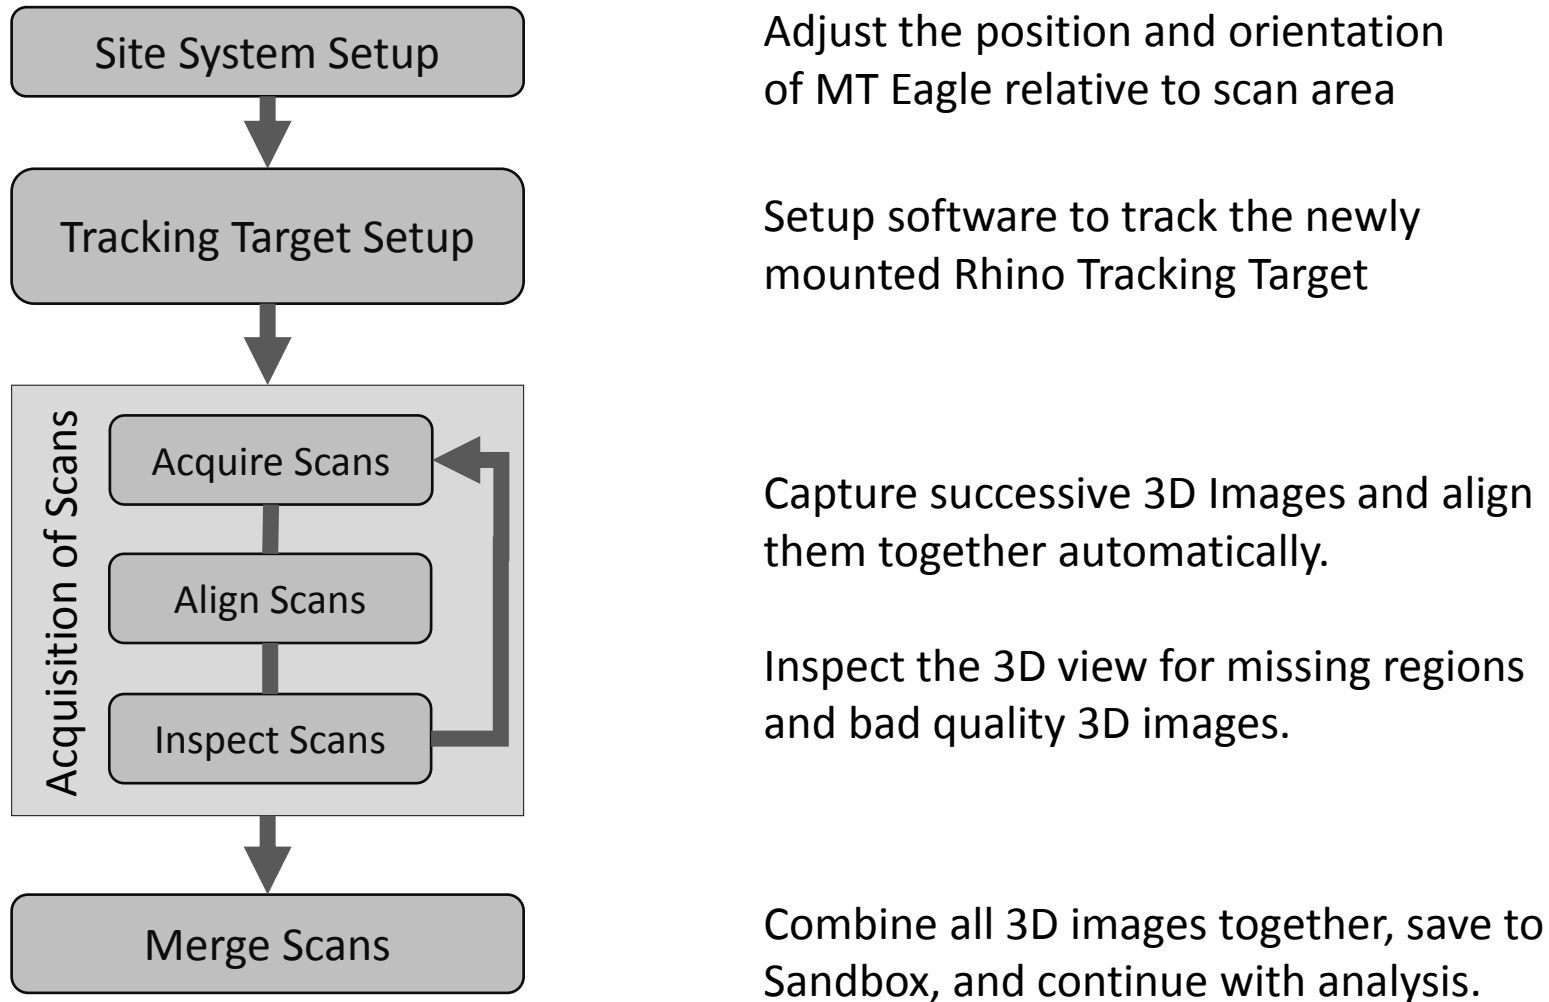 Site System Setup
Adjust the position and orientation
of MT Eagle relative to scan area
Tracking Target Setup
Setup software to track the newly
mounted Rhino Tracking Target
Acquisition of Scans
Acquire Scans
Align Scans
Inspect Scans
Capture successive 3D Images and align
them together automatically.
Inspect the 3D view for missing regions
and bad quality 3D images.
Merge Scans
Combine all 3D images together, save to
Sandbox, and continue with analysis.